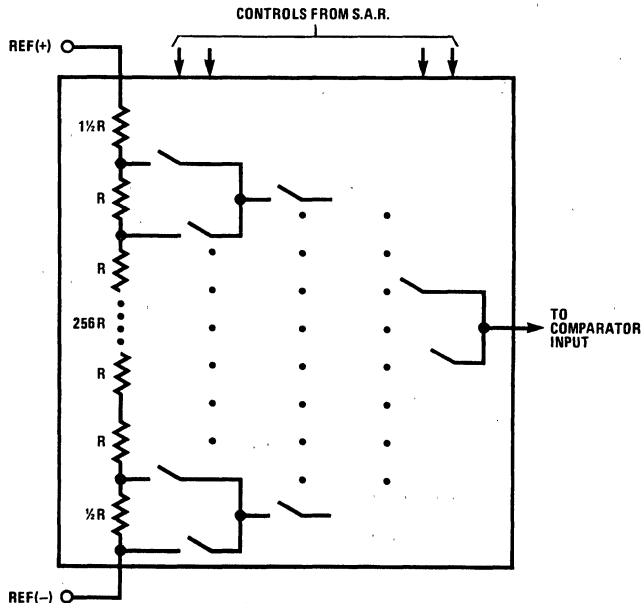 CONTROLS FROM S.A.R.
REF(+)
1½R
R
R
256R
R
R
½R
REF(−)
TO
COMPARATOR
INPUT